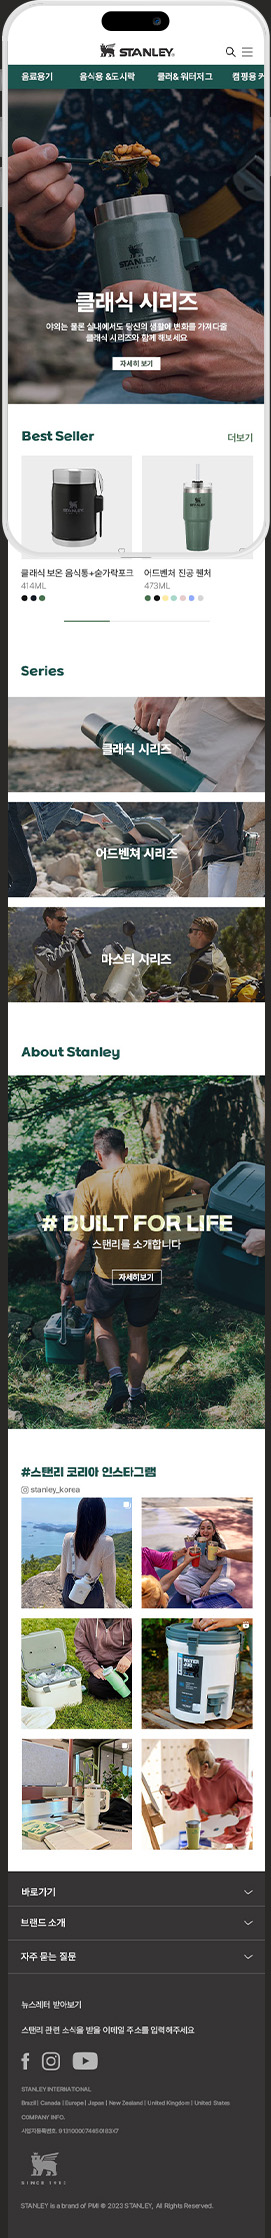 STANLEY
음료용기 음식용 &도시락 쿨러& 워터저그 캠핑용
STANLEY
클래식 시리즈
야외는 물론 실내에서도 당신의 생활에 변화를 가져다줄
클래식 시리즈와 함께 해보세요
자세히 보기
Best Seller 더보기
클래식 보온 음식통+숟가락포크 어드벤처 진공 퀜처
414ML 473ML
Series
클래식 시리즈
어드벤쳐 시리즈
마스터 시리즈
About Stanley
# BUILT FOR LIFE
스탠리를 소개합니다
자세히보기
#스탠리 코리아 인스타그램
stanley_korea
WATER
JUG
바로가기
브랜드 소개
자주 묻는 질문
뉴스레터 받아보기
스탠리 관련 소식을 받을 이메일 주소를 입력해주세요
STANLEY INTERNATIONAL
Brazil | Canada | Europe | Japan | New Zealand | United Kingdom | United States
COMPANY INFO.
SINCE 1913
STANLEY is a brand of PMI © 2023 STANLEY, All Rights Reserved.